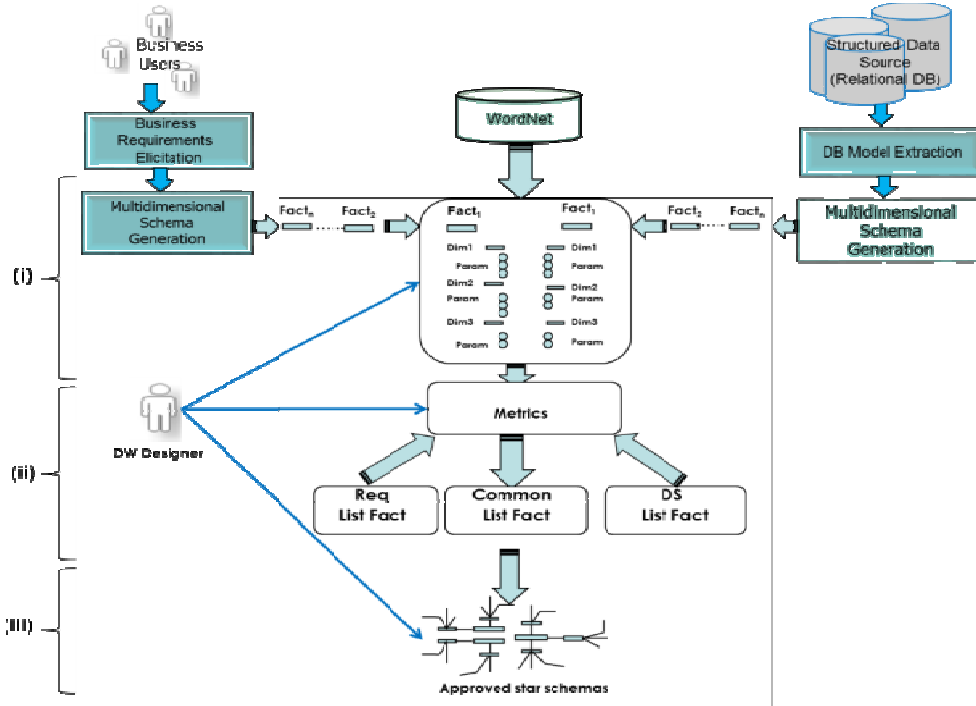 Business
Users
Structured Data
Source
(Relational DB)
WordNet
Business
Requirements
Elicitation
DB Model Extraction
Multidimensional
Schema
Generation
Factn
Fact2
Fact1
Fact1
Fact2
Factn
Multidimensional
Schema
Generation
Dim1
Dim1
Param
Param
Dim2
Dim2
Param
Param
Dim3
Dim3
Param
Param
(i)
Metrics
DW Designer
(ii)
Req
List Fact
Common
List Fact
DS
List Fact
(iii)
Approved star schemas